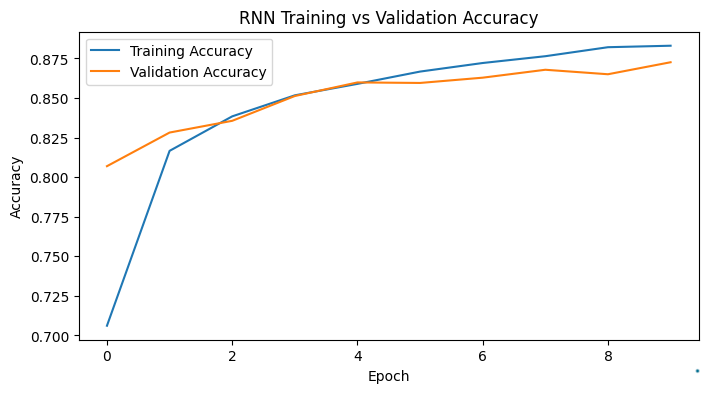 RNN Training vs Validation Accuracy
Training Accuracy
Validation Accuracy
0.875
0.850
0.825
0.800
0.775
0.750
0.725
0.700
Accuracy
0 2 4 6 8
Epoch